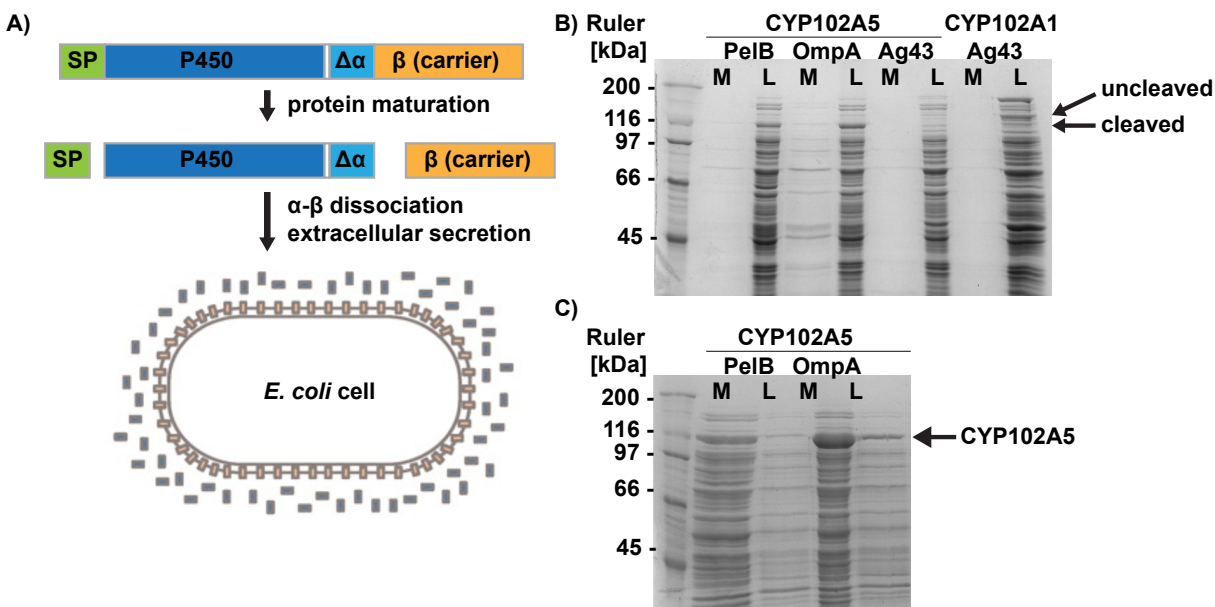 A)
SP P450 Δα β (carrier)
protein maturation
SP P450 Δα β (carrier)
α-β dissociation
extracellular secretion
E. coli cell
B) Ruler CYP102A5 CYP102A1
[kDa] PelB OmpA Ag43 Ag43
M L M L M L M L
200 -
116 -
97 -
66 -
45 -
uncleaved
cleaved
C)
Ruler CYP102A5
[kDa] PelB OmpA
M L M L
200 -
116 -
97 -
66 -
45 -
CYP102A5